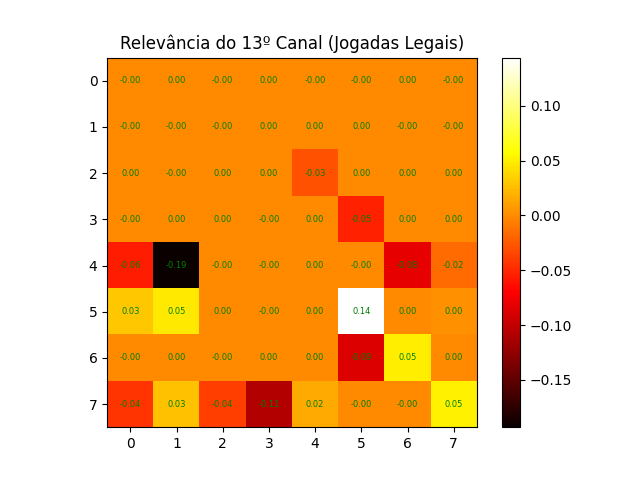 Relevância do 13º Canal (Jogadas Legais)
0 -0.00 -0.00 0.00 0.00 -0.00 -0.00 0.00 -0.00 0.10
1 -0.00 -0.00 -0.00 0.00 0.00 0.00 -0.00 -0.00
2 0.00 -0.00 0.00 0.00 -0.03 0.00 0.00 0.00 0.05
3 -0.00 0.00 0.00 -0.00 0.00 -0.05 0.00 0.00 0.00
4 -0.19 -0.00 -0.00 -0.00 -0.00 -0.02 −0.05
5 0.03 0.05 0.00 -0.00 0.00 0.14 0.00 0.00 −0.10
6 -0.00 0.00 -0.00 0.00 0.00 0.05 0.00
7 -0.04 0.03 -0.04 0.02 -0.00 -0.00 0.05 −0.15
0 1 2 3 4 5 6 7